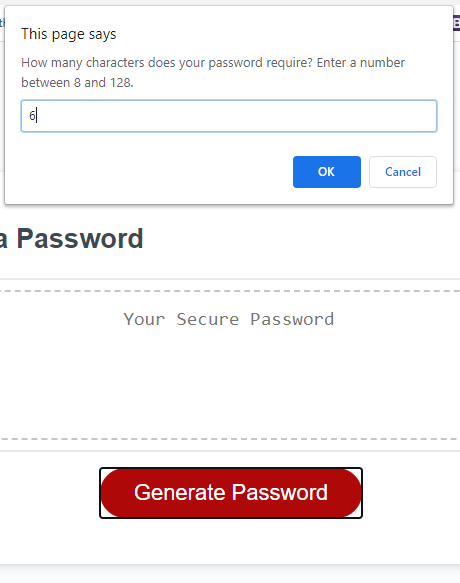 This page says
How many characters does your password require? Enter a number
between 8 and 128.
6
OK
Cancel
a Password
Your Secure Password
Generate Password